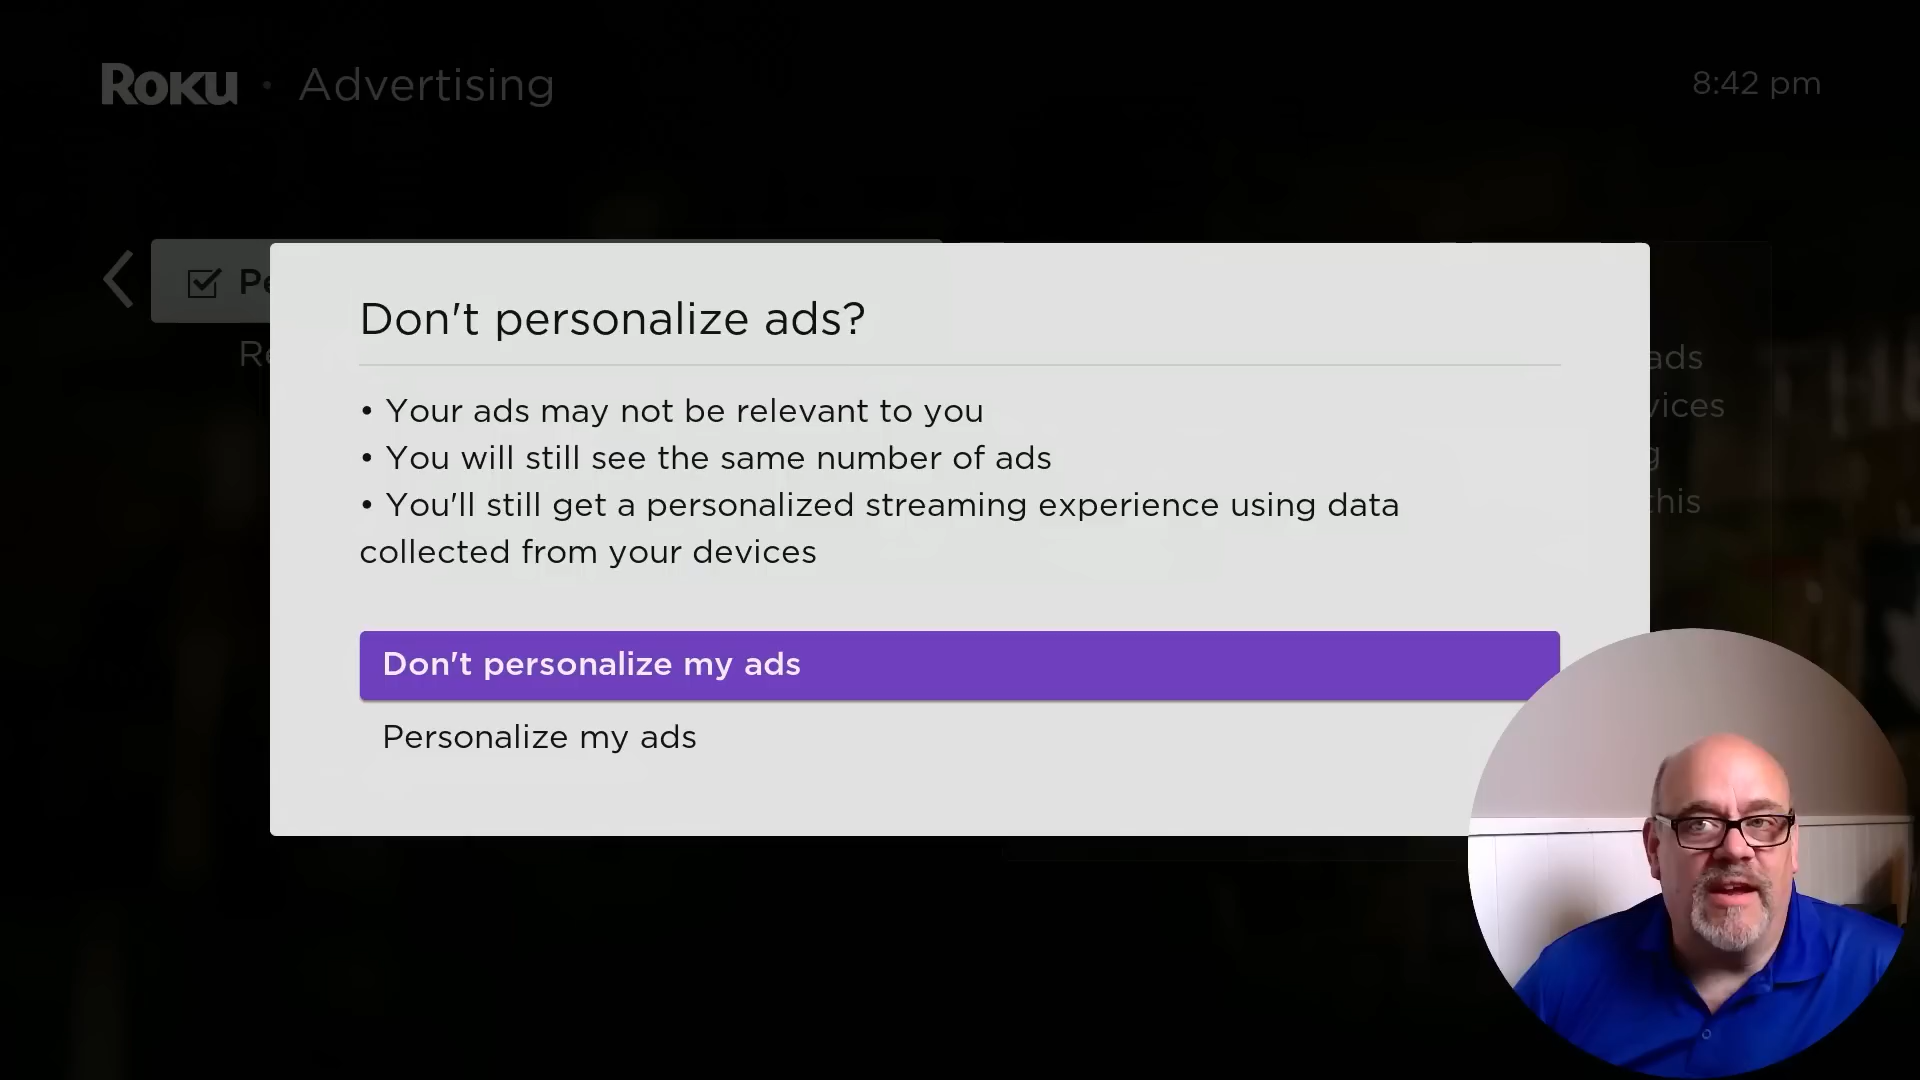 Roku · Advertising
8:42 pm
Don't personalize ads?
• Your ads may not be relevant to you
• You will still see the same number of ads
• You'll still get a personalized streaming experience using data
collected from your devices
Don't personalize my ads
Personalize my ads
ads
this